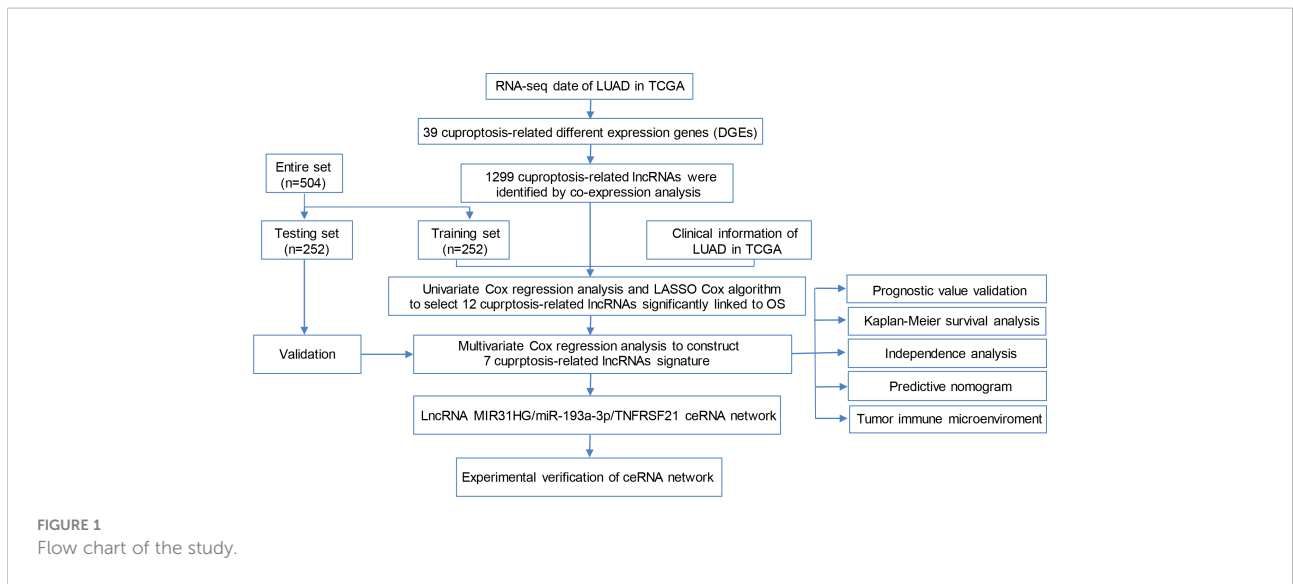 RNA-seq date of LUAD in TCGA
39 cuproptosis-related different expression genes (DGEs)
1299 cuproptosis-related lncRNAs were
identified by co-expression analysis
Entire set
(n=504)
Testing set
(n=252)
Training set
(n=252)
Clinical information of
LUAD in TCGA
Univariate Cox regression analysis and LASSO Cox algorithm
to select 12 cuprptosis-related lncRNAs significantly linked to OS
Validation
Multivariate Cox regression analysis to construct
7 cuprptosis-related lncRNAs signature
Prognostic value validation
Kaplan-Meier survival analysis
Independence analysis
Predictive nomogram
Tumor immune microenviroment
LncRNA MIR31HG/miR-193a-3p/TNFRSF21 ceRNA network
Experimental verification of ceRNA network
FIGURE 1
Flow chart of the study.